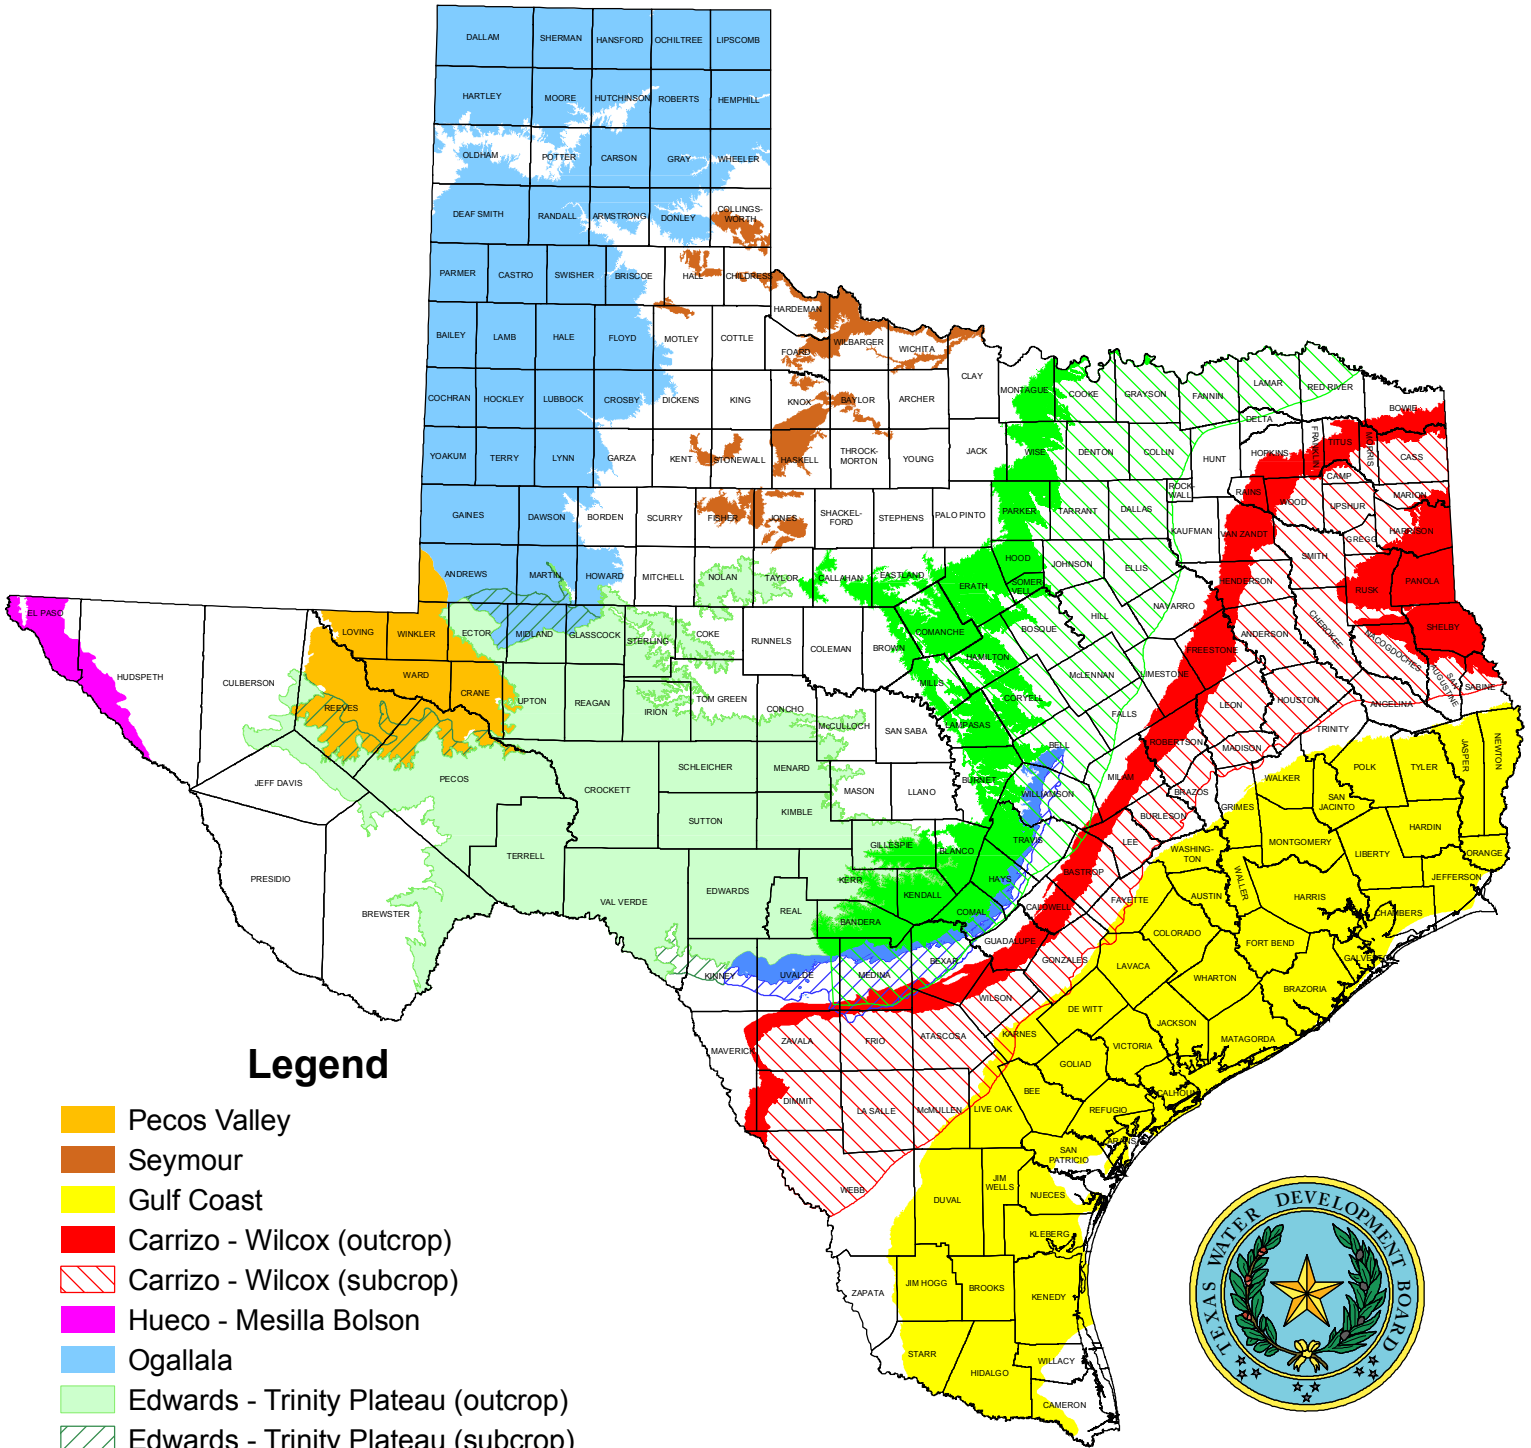 DALLAM SHERMAN HANSFORD OCHILTREE LIPSCOMB
HARTLEY MOORE HUTCHINSON ROBERTS HEMPHILL
OLDHAM POTTER CARSON GRAY WHEELER
DEAF SMITH RANDALL ARMSTRONG DONLEY COLLINGS-
WORTH
PARMER CASTRO SWISHER BRISCOE HALL CHILDRESS
HARDEMAN
BAILEY LAMB HALE FLOYD MOTLEY COTTLE FOARD WILBARGER WICHITA
CLAY MONTAGUE COOKE GRAYSON FANNIN LAMAR RED RIVER
COCHRAN HOCKLEY LUBBOCK CROSBY DICKENS KING KNOX BAYLOR ARCHER
DELTA BOWIE
YOAKUM TERRY LYNN GARZA KENT STONEWALL HASKELL THROCK-
MORTON YOUNG JACK WISE DENTON COLLIN HUNT HOPKINS FRANKLIN TITUS MORRIS CASS
CAMP
GAINES DAWSON BORDEN SCURRY FISHER JONES SHACKEL-
FORD STEPHENS PALO PINTO PARKER TARRANT DALLAS ROCK-
WALL KAUFMAN RAINS WOOD UPSHUR MARION
VAN ZANDT SMITH GREGG HARRISON
ANDREWS MARTIN HOWARD MITCHELL NOLAN TAYLOR CALLAHAN EASTLAND ERATH HOOD SOMER-
VELL JOHNSON ELLIS HENDERSON RUSK PANOLA
EL PASO HUDSPETH CULBERSON LOVING WINKLER ECTOR MIDLAND GLASSCOCK STERLING COKE RUNNELS COLEMAN BROWN COMANCHE BOSQUE HILL NAVARRO ANDERSON CHEROKEE NACOGDOCHES SHELBY
HAMILTON FREESTONE
REEVES WARD CRANE UPTON REAGAN IRION TOM GREEN CONCHO McCULLOCH SAN SABA MILLS LAMPASAS CORYELL McLENNAN LIMESTONE FALLS LEON HOUSTON ANGELINA SAN
AUGUSTINE SABINE
TRINITY
JEFF DAVIS PECOS CROCKETT SCHLEICHER MENARD MASON LLANO BURNET BELL WILLIAMSON MILAM ROBERTSON MADISON BRAZOS WALKER POLK TYLER JASPER NEWTON
PRESIDIO BREWSTER TERRELL SUTTON KIMBLE GILLESPIE BLANCO TRAVIS LEE BURLESON GRIMES SAN
JACINTO HARDIN
WASHING-
TON MONTGOMERY LIBERTY ORANGE
VAL VERDE EDWARDS REAL KERR KENDALL HAYS BASTROP FAYETTE AUSTIN WALLER HARRIS JEFFERSON
BANDERA COMAL CALDWELL CHAMBERS
KINNEY UVALDE MEDINA BEXAR GUADALUPE GONZALES COLORADO FORT BEND GALVESTON
LAVACA WHARTON BRAZORIA
MAVERICK ZAVALA FRIO ATASCOSA WILSON KARNES DE WITT JACKSON MATAGORDA
DIMMIT LA SALLE McMULLEN LIVE OAK BEE GOLIAD VICTORIA CALHOUN
REFUGIO
WEBB DUVAL JIM
WELLS SAN
PATRICIO NUECES
KLEBERG
ZAPATA JIM HOGG BROOKS KENEDY
STARR HIDALGO WILLACY
CAMERON
Legend
Pecos Valley
Seymour
Gulf Coast
Carrizo - Wilcox (outcrop)
Carrizo - Wilcox (subcrop)
Hueco - Mesilla Bolson
Ogallala
Edwards - Trinity Plateau (outcrop)
Edwards - Trinity Plateau (subcrop)
TEXAS WATER DEVELOPMENT BOARD